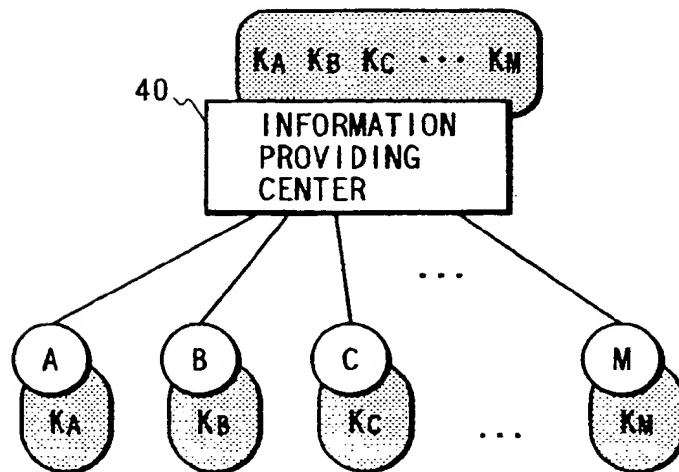 KA KB KC ... KM
40
INFORMATION
PROVIDING
CENTER
...
A B C M
KA KB KC ... KM